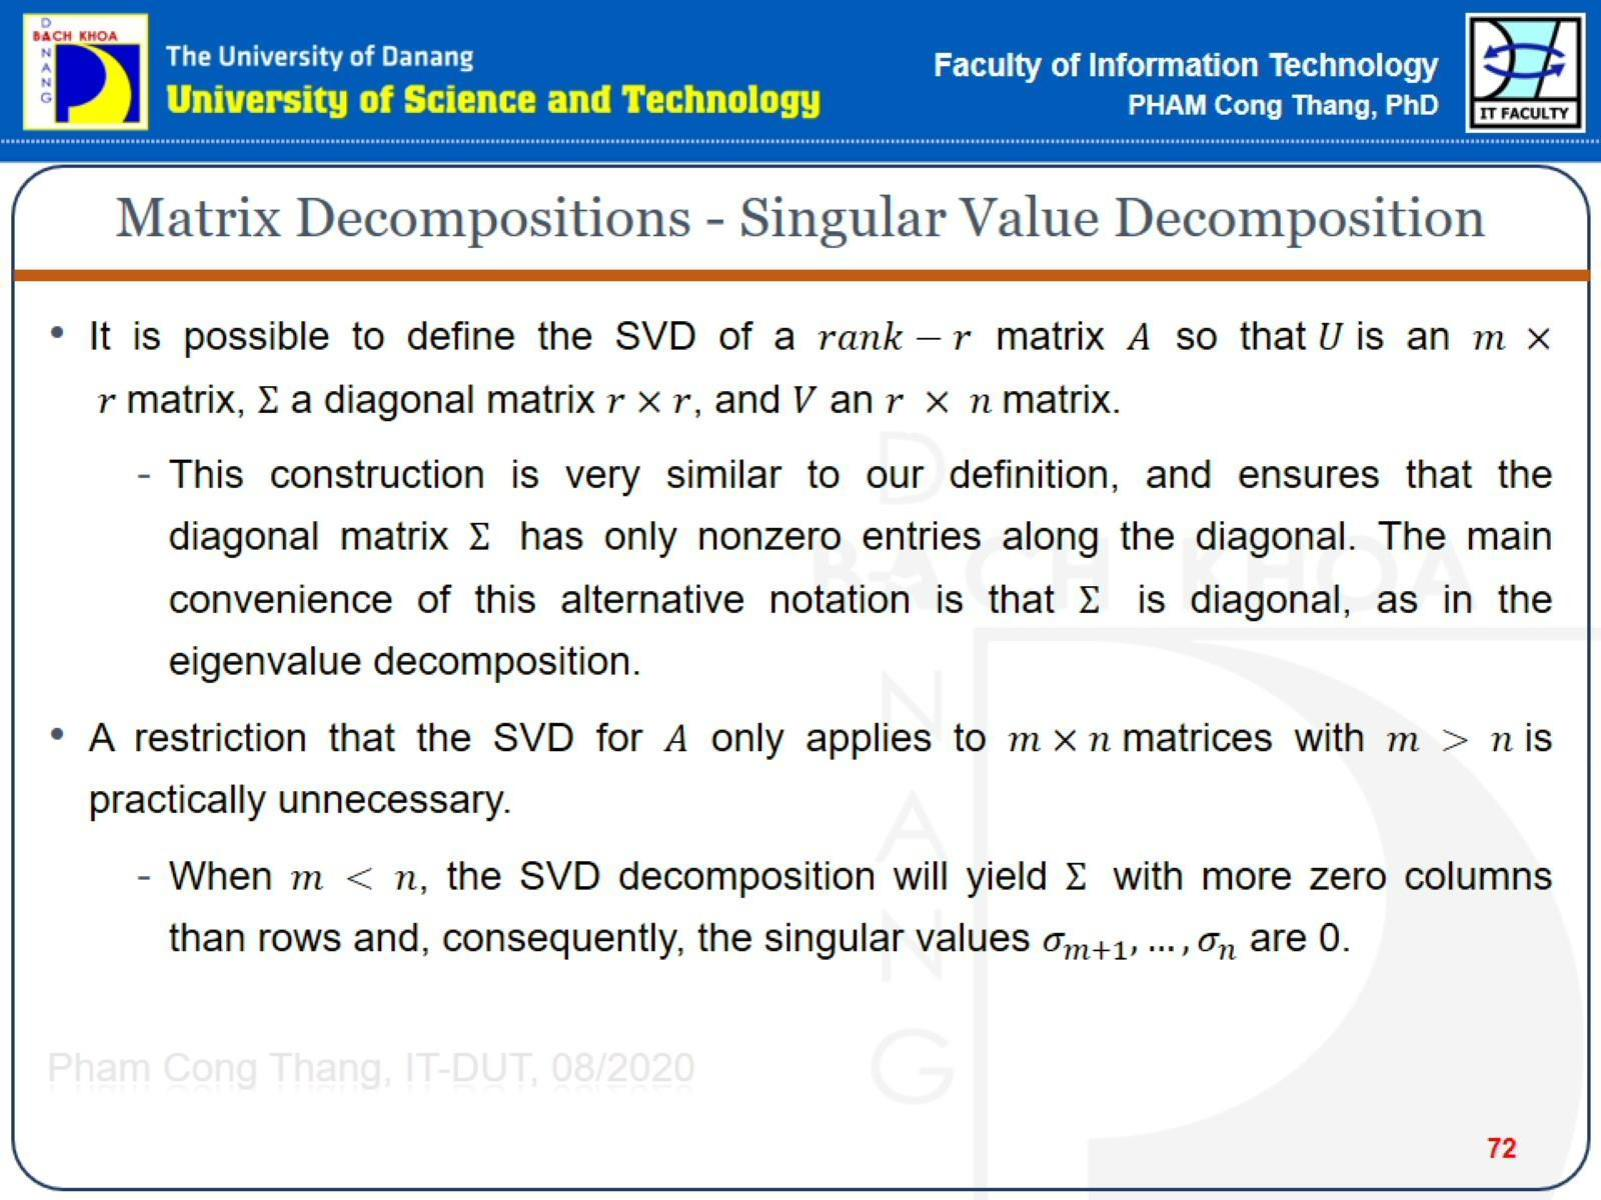 D
BACH KHOA
N
A
N
G
The University of Danang
University of Science and Technology
Faculty of Information Technology
PHAM Cong Thang, PhD
IT FACULTY
Matrix Decompositions - Singular Value Decomposition
• It is possible to define the SVD of a rank − r matrix A so that U is an m ×
r matrix, Σ a diagonal matrix r × r, and V an r × n matrix.
- This construction is very similar to our definition, and ensures that the
diagonal matrix Σ has only nonzero entries along the diagonal. The main
convenience of this alternative notation is that Σ is diagonal, as in the
eigenvalue decomposition.
• A restriction that the SVD for A only applies to m × n matrices with m > n is
practically unnecessary.
- When m < n, the SVD decomposition will yield Σ with more zero columns
than rows and, consequently, the singular values σₘ₊₁, … , σₙ are 0.
D
BACH KHOA
N
A
N
G
Pham Cong Thang, IT-DUT, 08/2020
72